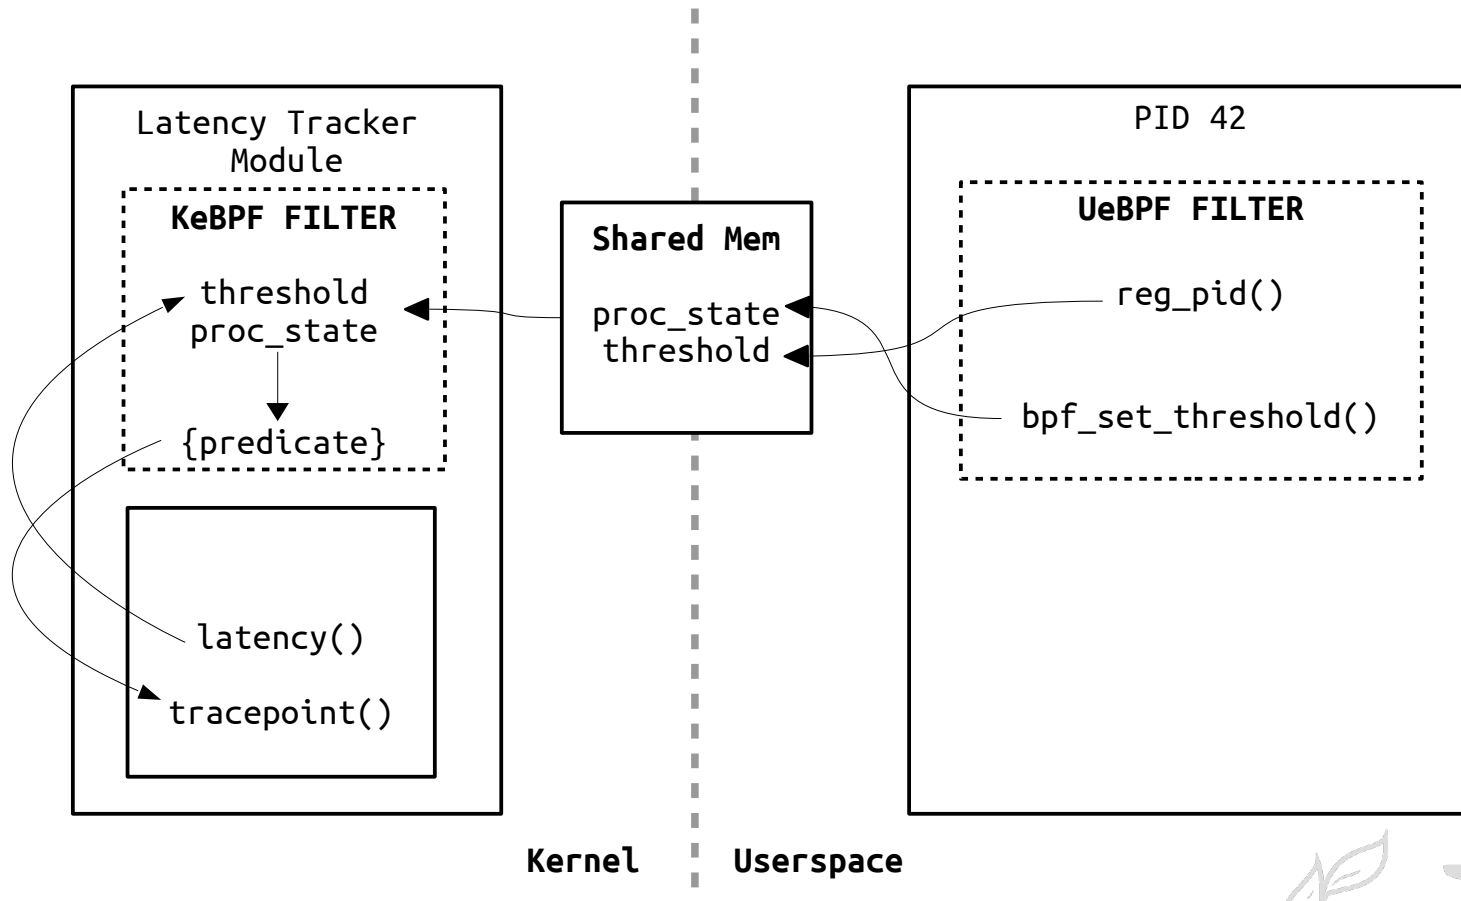 Latency Tracker
Module
KeBPF FILTER
threshold
proc_state
{predicate}
latency()
tracepoint()
Shared Mem
proc_state
threshold
PID 42
UeBPF FILTER
reg_pid()
bpf_set_threshold()
Kernel
Userspace